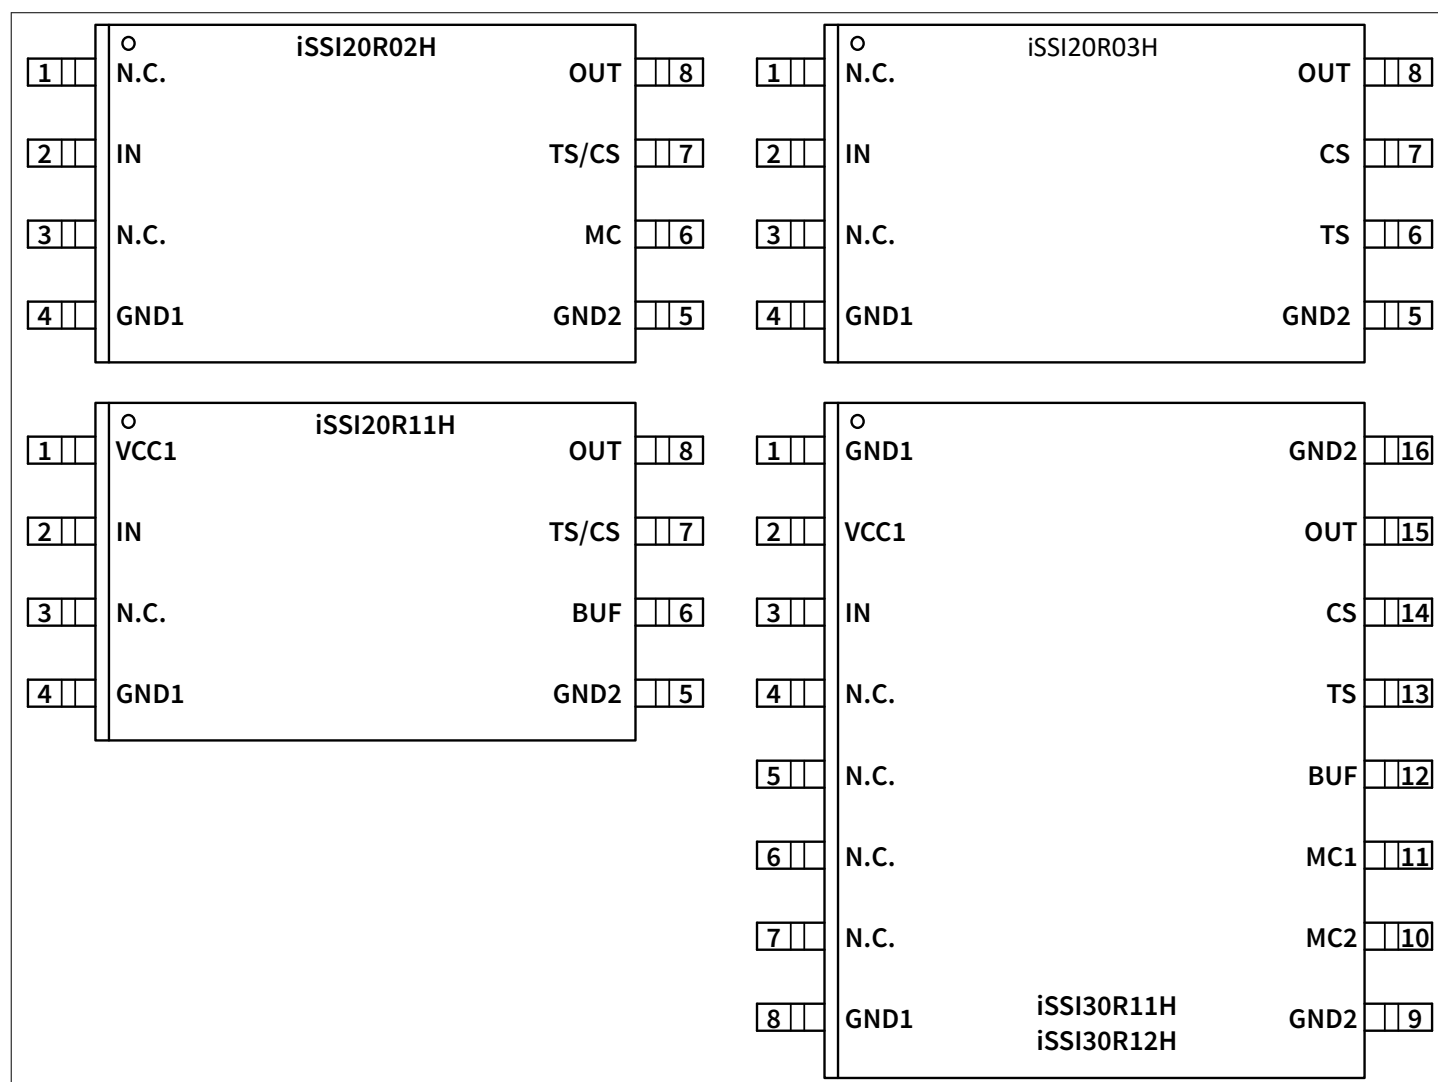 iSSI20R02H
1 N.C. OUT 8
2 IN TS/CS 7
3 N.C. MC 6
4 GND1 GND2 5
iSSI20R03H
1 N.C. OUT 8
2 IN CS 7
3 N.C. TS 6
4 GND1 GND2 5
iSSI20R11H
1 VCC1 OUT 8
2 IN TS/CS 7
3 N.C. BUF 6
4 GND1 GND2 5
1 GND1 GND2 16
2 VCC1 OUT 15
3 IN CS 14
4 N.C. TS 13
5 N.C. BUF 12
6 N.C. MC1 11
7 N.C. MC2 10
8 GND1 GND2 9
iSSI30R11H
iSSI30R12H